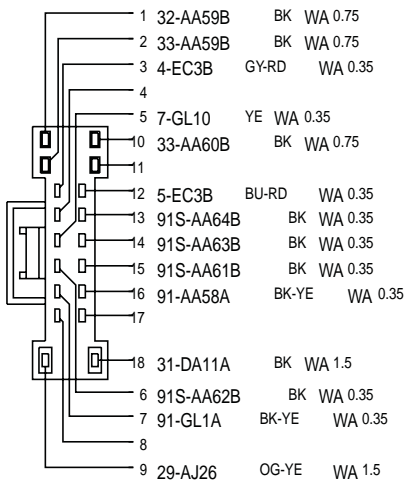 1 32-AA59B BK WA 0.75
2 33-AA59B BK WA 0.75
3 4-EC3B GY-RD WA 0.35
4
5 7-GL10 YE WA 0.35
10 33-AA60B BK WA 0.75
11
12 5-EC3B BU-RD WA 0.35
13 91S-AA64B BK WA 0.35
14 91S-AA63B BK WA 0.35
15 91S-AA61B BK WA 0.35
16 91-AA58A BK-YE WA 0.35
17
18 31-DA11A BK WA 1.5
6 91S-AA62B BK WA 0.35
7 91-GL1A BK-YE WA 0.35
8
9 29-AJ26 OG-YE WA 1.5